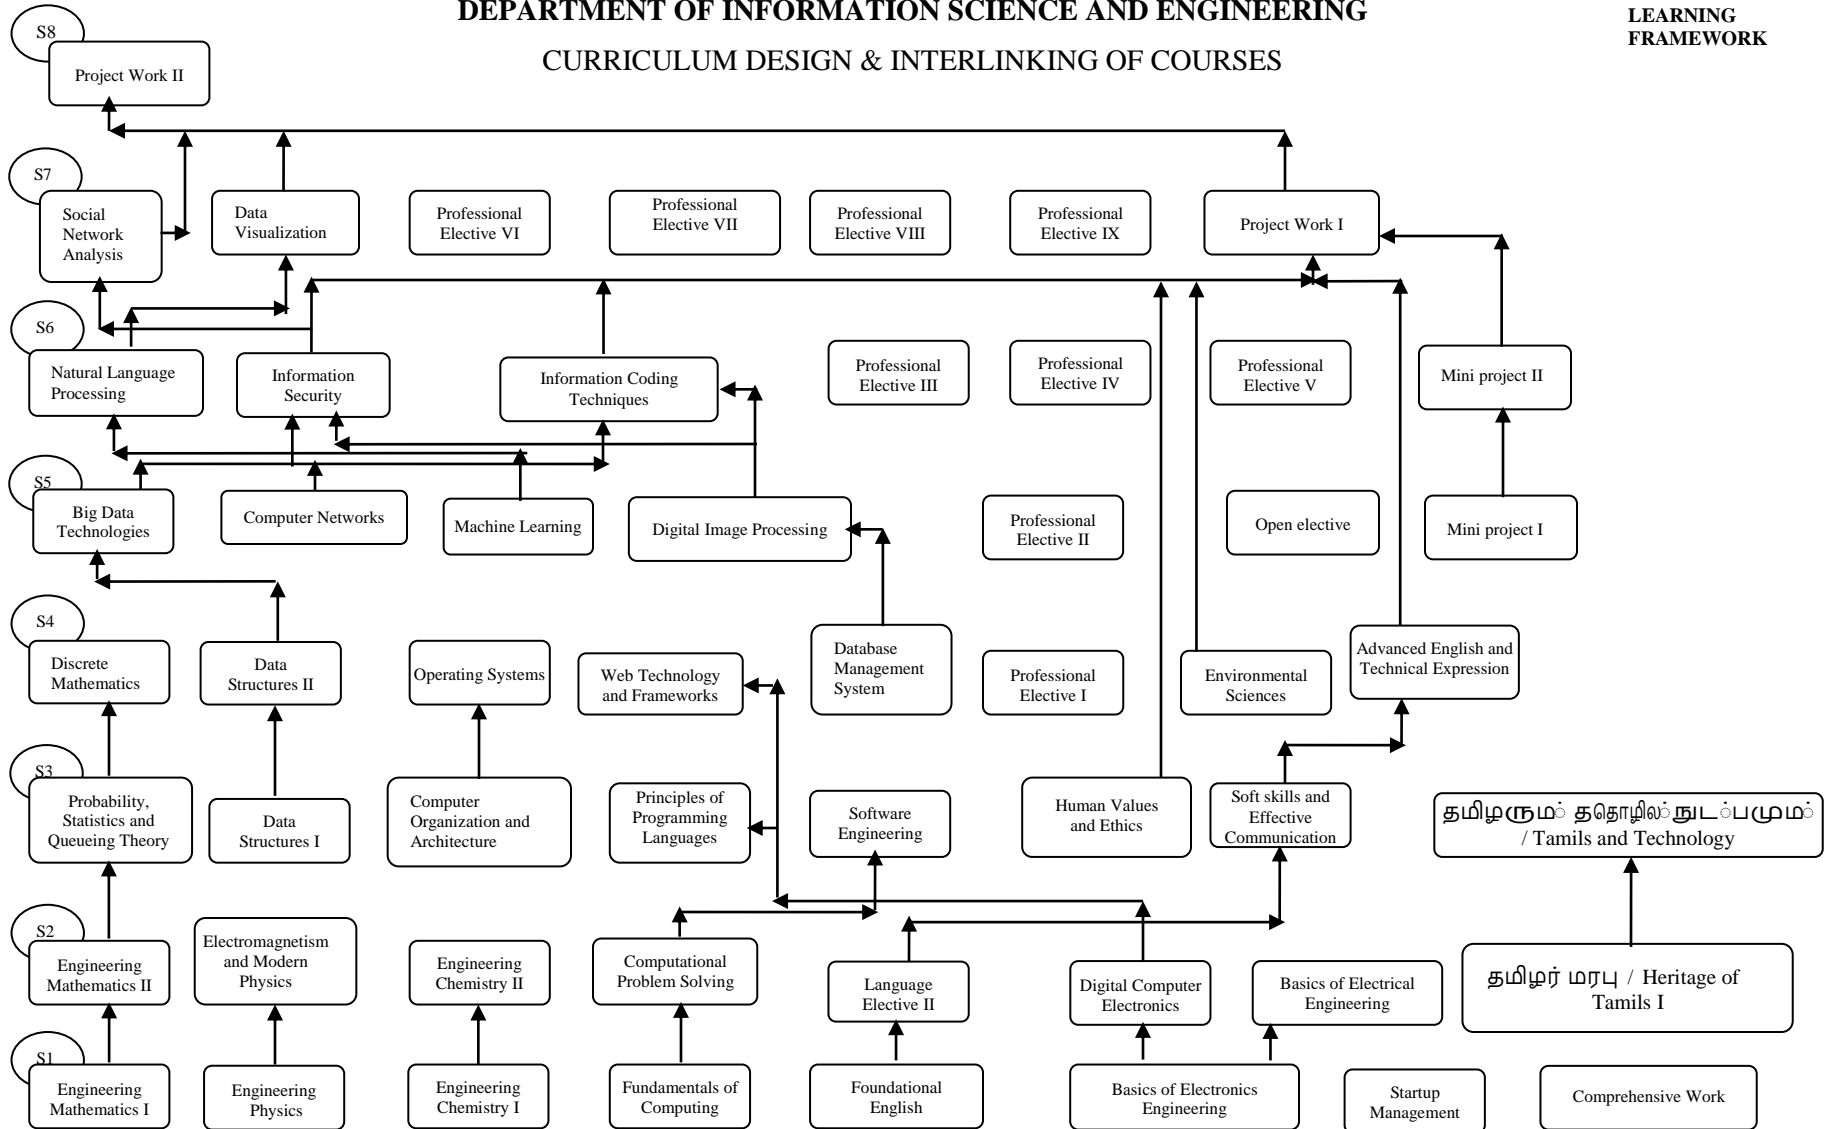 DEPARTMENT OF INFORMATION SCIENCE AND ENGINEERING
LEARNING
FRAMEWORK
CURRICULUM DESIGN & INTERLINKING OF COURSES
S8
Project Work II
S7
Social
Network
Analysis
Data
Visualization
Professional
Elective VI
Professional
Elective VII
Professional
Elective VIII
Professional
Elective IX
Project Work I
S6
Natural Language
Processing
Information
Security
Information Coding
Techniques
Professional
Elective III
Professional
Elective IV
Professional
Elective V
Mini project II
S5
Big Data
Technologies
Computer Networks
Machine Learning
Digital Image Processing
Professional
Elective II
Open elective
Mini project I
S4
Discrete
Mathematics
Data
Structures II
Operating Systems
Web Technology
and Frameworks
Database
Management
System
Professional
Elective I
Environmental
Sciences
Advanced English and
Technical Expression
S3
Probability,
Statistics and
Queueing Theory
Data
Structures I
Computer
Organization and
Architecture
Principles of
Programming
Languages
Software
Engineering
Human Values
and Ethics
Soft skills and
Effective
Communication
தமிழரும் ததொழில்நுட்பமும்
/ Tamils and Technology
S2
Engineering
Mathematics II
Electromagnetism
and Modern
Physics
Engineering
Chemistry II
Computational
Problem Solving
Language
Elective II
Digital Computer
Electronics
Basics of Electrical
Engineering
தமிழர் மரபு / Heritage of
Tamils I
S1
Engineering
Mathematics I
Engineering
Physics
Engineering
Chemistry I
Fundamentals of
Computing
Foundational
English
Basics of Electronics
Engineering
Startup
Management
Comprehensive Work